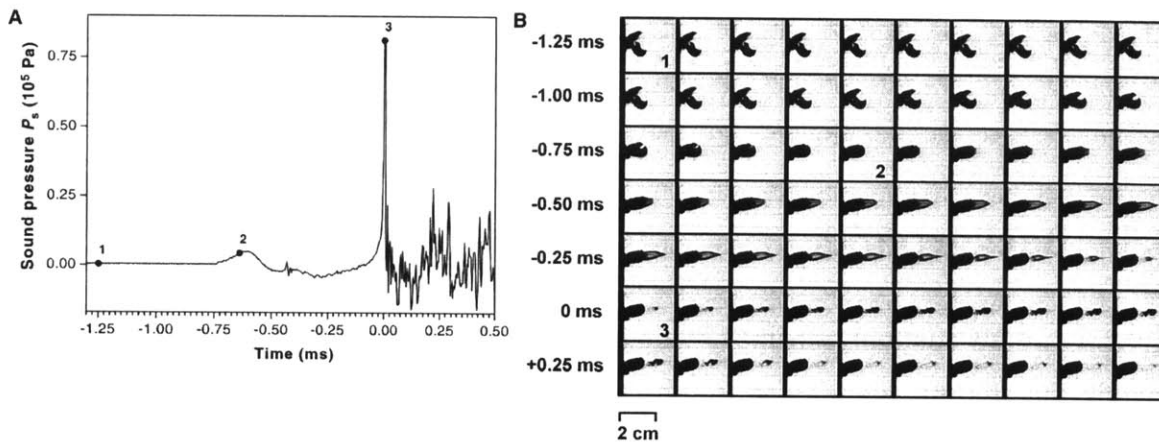 A
Sound pressure Pₛ (10⁵ Pa)
0.75
0.50
0.25
0.00
1
2
3
-1.25 -1.00 -0.75 -0.50 -0.25 0.00 0.25 0.50
Time (ms)
B
-1.25 ms
1
-1.00 ms
-0.75 ms
2
-0.50 ms
-0.25 ms
0 ms
3
+0.25 ms
2 cm